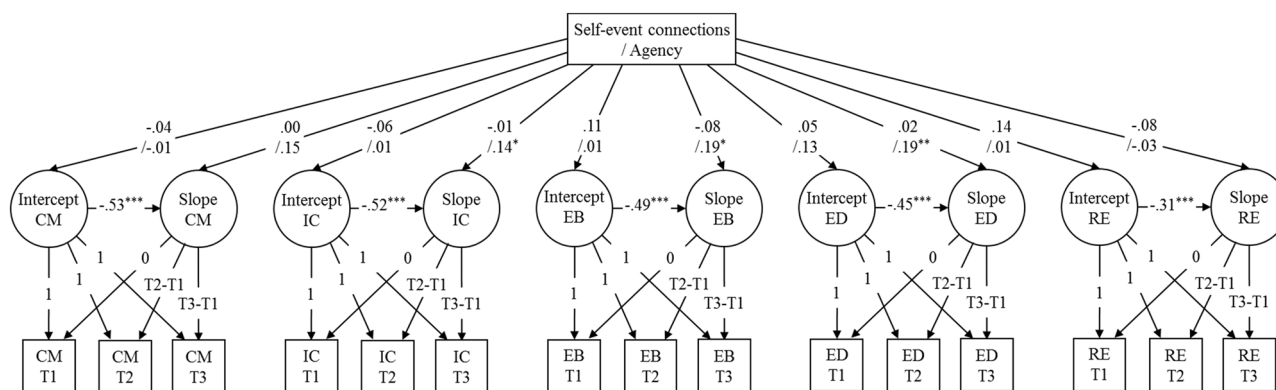 Self-event connections
/ Agency
-.04
/-.01
.00
/.15
-.06
/.01
-.01
/.14*
.11
/.01
-.08
/.19*
.05
/.13
.02
/.19**
.14
/.01
-.08
/-.03
Intercept
CM
-.53***
Slope
CM
Intercept
IC
-.52***
Slope
IC
Intercept
EB
-.49***
Slope
EB
Intercept
ED
-.45***
Slope
ED
Intercept
RE
-.31***
Slope
RE
1
1
1
0
T2-T1
T3-T1
1
1
1
0
T2-T1
T3-T1
1
1
1
0
T2-T1
T3-T1
1
1
1
0
T2-T1
T3-T1
1
1
1
0
T2-T1
T3-T1
CM
T1
CM
T2
CM
T3
IC
T1
IC
T2
IC
T3
EB
T1
EB
T2
EB
T3
ED
T1
ED
T2
ED
T3
RE
T1
RE
T2
RE
T3